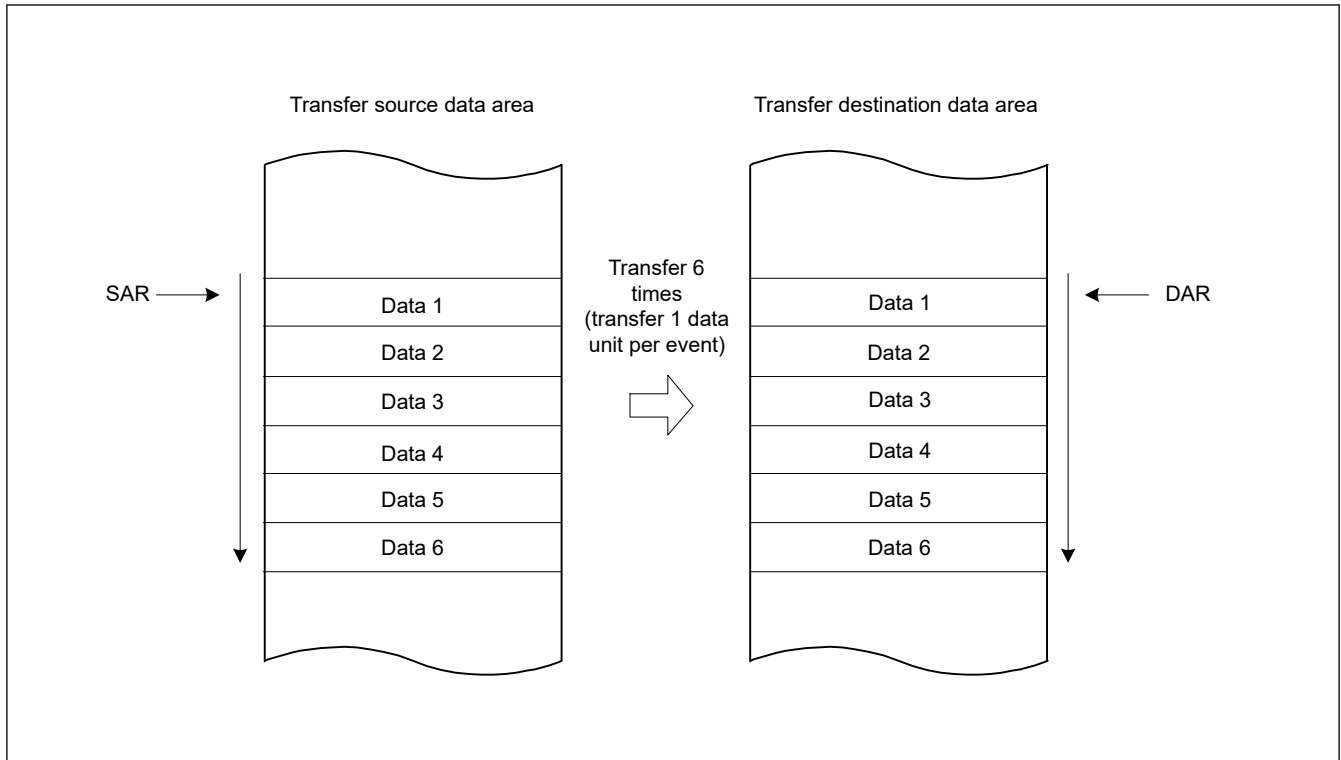 Transfer source data area
Transfer destination data area
SAR
Data 1
Data 2
Data 3
Data 4
Data 5
Data 6
Transfer 6
times
(transfer 1 data
unit per event)
Data 1
Data 2
Data 3
Data 4
Data 5
Data 6
DAR